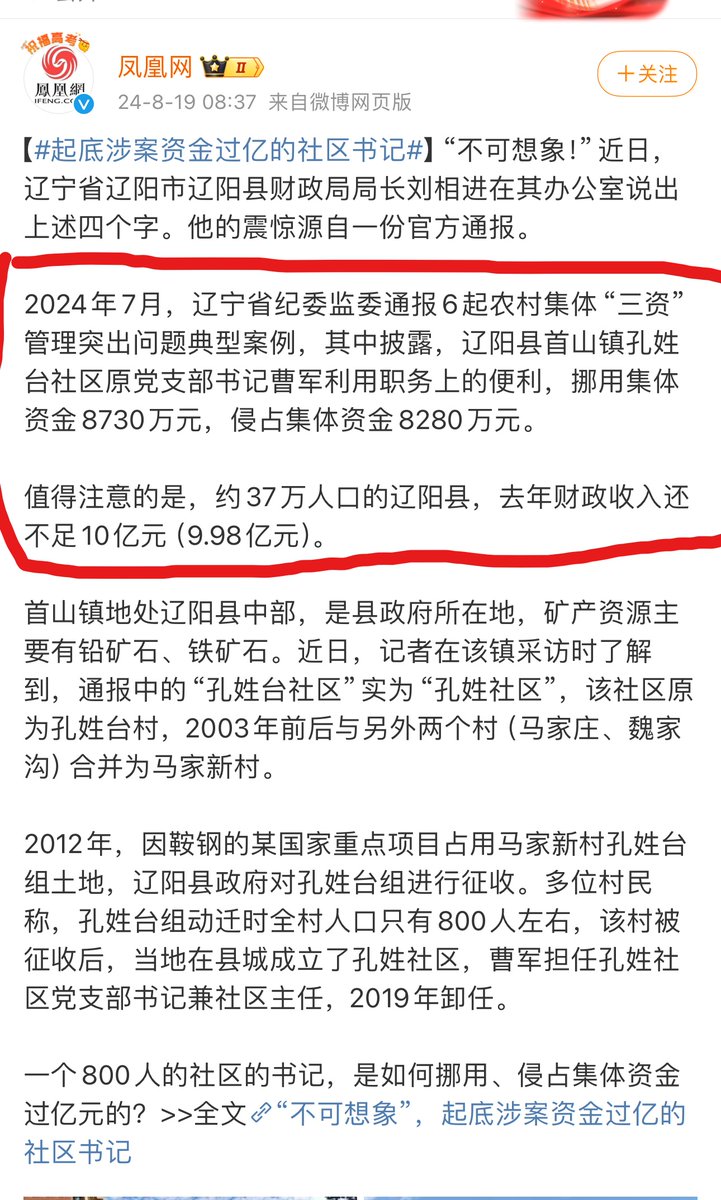 祝福高考
鳳凰網
IFENG.CO
凤凰网
II
+关注
24-8-19 08:37 来自微博网页版
【#起底涉案资金过亿的社区书记#】“不可想象！”近日，
辽宁省辽阳市辽阳县财政局局长刘相进在其办公室说出
上述四个字。他的震惊源自一份官方通报。
2024年7月，辽宁省纪委监委通报6起农村集体“三资”
管理突出问题典型案例，其中披露，辽阳县首山镇孔姓
台社区原党支部书记曹军利用职务上的便利，挪用集体
资金8730万元，侵占集体资金8280万元。
值得注意的是，约37万人口的辽阳县，去年财政收入还
不足10亿元（9.98亿元）。
首山镇地处辽阳县中部，是县政府所在地，矿产资源主
要有铅矿石、铁矿石。近日，记者在该镇采访时了解
到，通报中的“孔姓台社区”实为“孔姓社区”，该社区原
为孔姓台村，2003年前后与另外两个村（马家庄、魏家
沟）合并为马家新村。
2012年，因鞍钢的某国家重点项目占用马家新村孔姓台
组土地，辽阳县政府对孔姓台组进行征收。多位村民
称，孔姓台组动迁时全村人口只有800人左右，该村被
征收后，当地在县城成立了孔姓社区，曹军担任孔姓社
区党支部书记兼社区主任，2019年卸任。
一个800人的社区的书记，是如何挪用、侵占集体资金
过亿元的？>>全文“不可想象”，起底涉案资金过亿的
社区书记